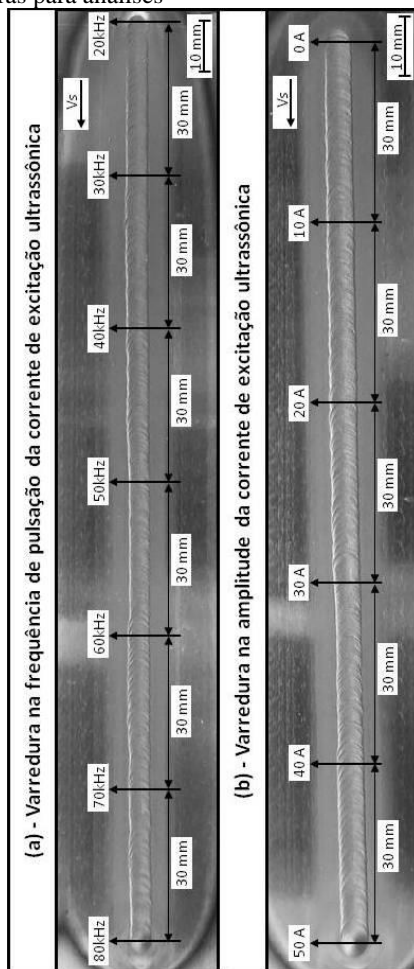 ras para análises
(a) - Varredura na frequência de pulsação da corrente de excitação ultrassônica
Vs
10 mm
80kHz
70kHz
60kHz
50kHz
40kHz
30kHz
20kHz
30 mm
30 mm
30 mm
30 mm
30 mm
30 mm
(b) - Varredura na amplitude da corrente de excitação ultrassônica
Vs
10 mm
50 A
40 A
30 A
20 A
10 A
0 A
30 mm
30 mm
30 mm
30 mm
30 mm